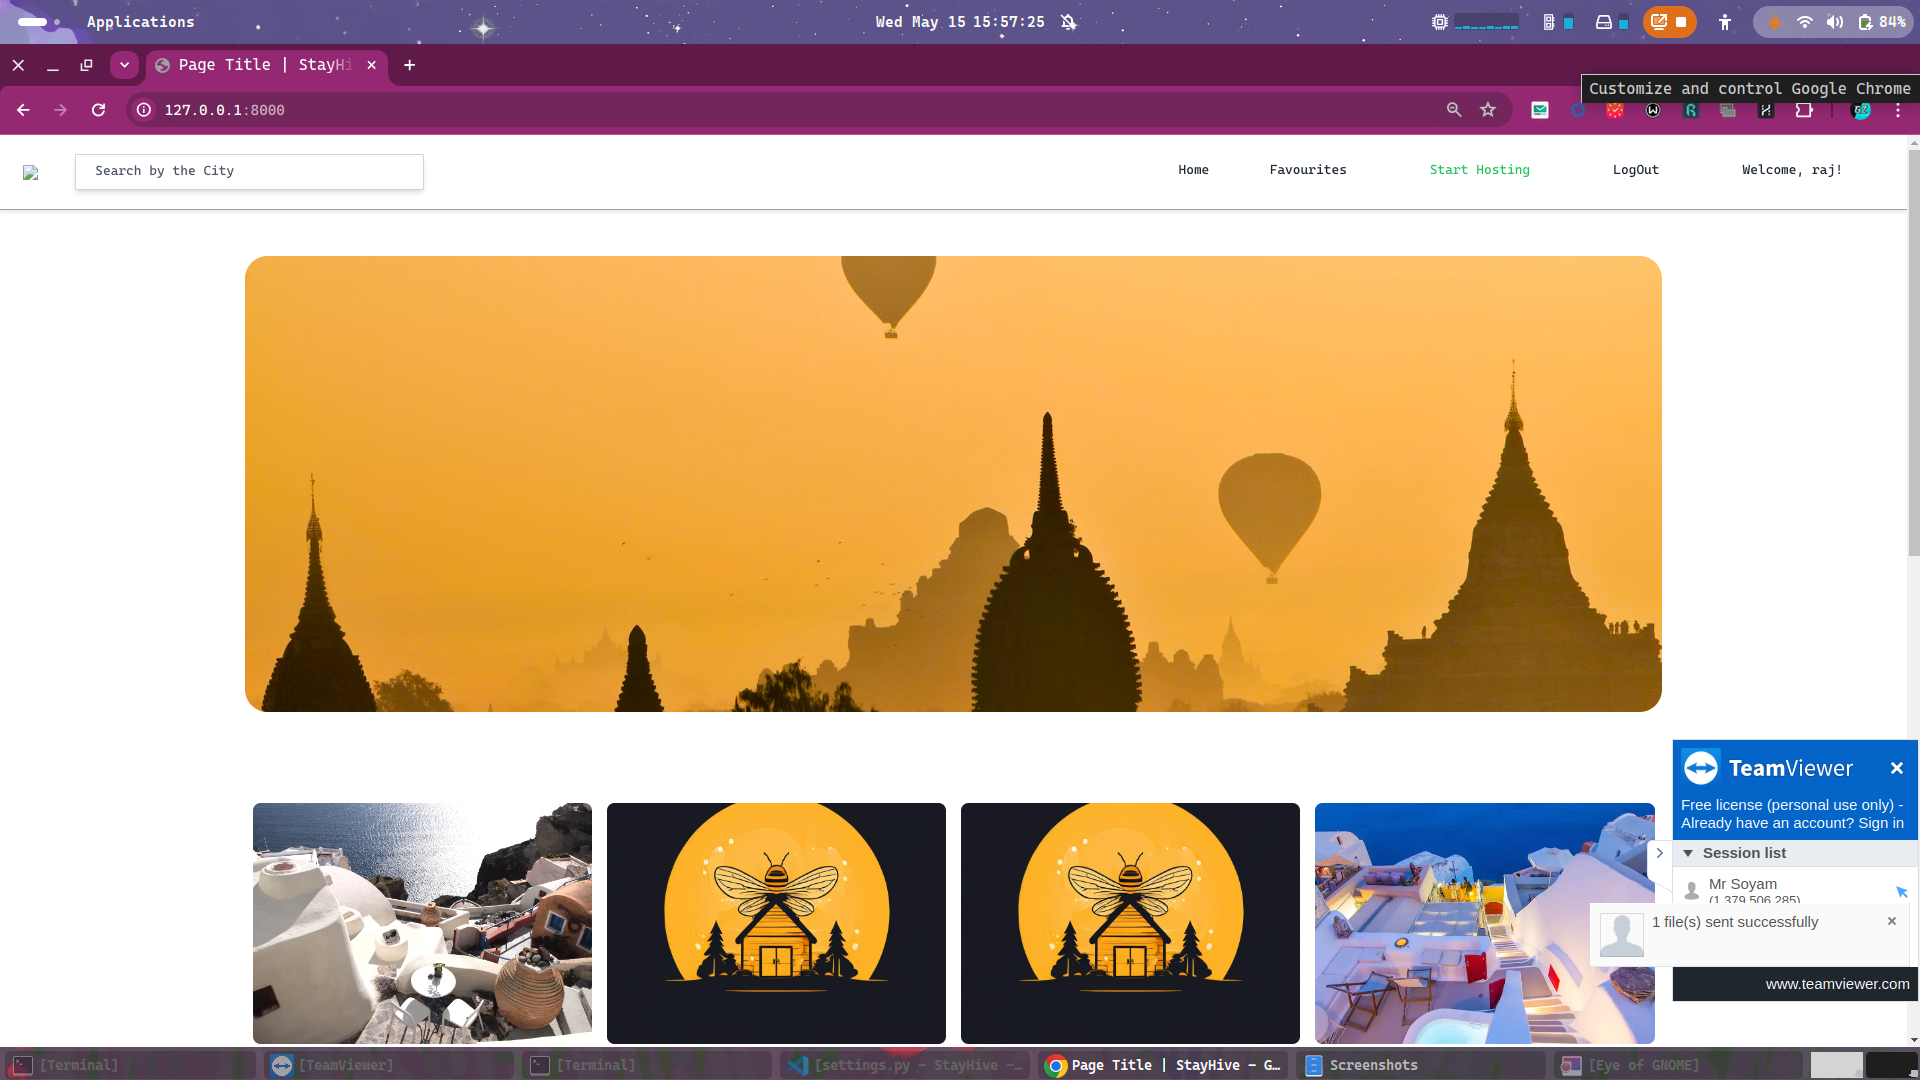 Applications
Wed May 15 15:57:25
84%
Page Title | StayHi
Customize and control Google Chrome
127.0.0.1:8000
Search by the City
Home
Favourites
Start Hosting
LogOut
Welcome, raj!
TeamViewer
Free license (personal use only) -
Already have an account? Sign in
Session list
Mr Soyam
(1 379 506 285)
1 file(s) sent successfully
www.teamviewer.com
[Terminal]
[TeamViewer]
[Terminal]
[settings.py - StayHive -...
Page Title | StayHive - G...
Screenshots
[Eye of GNOME]